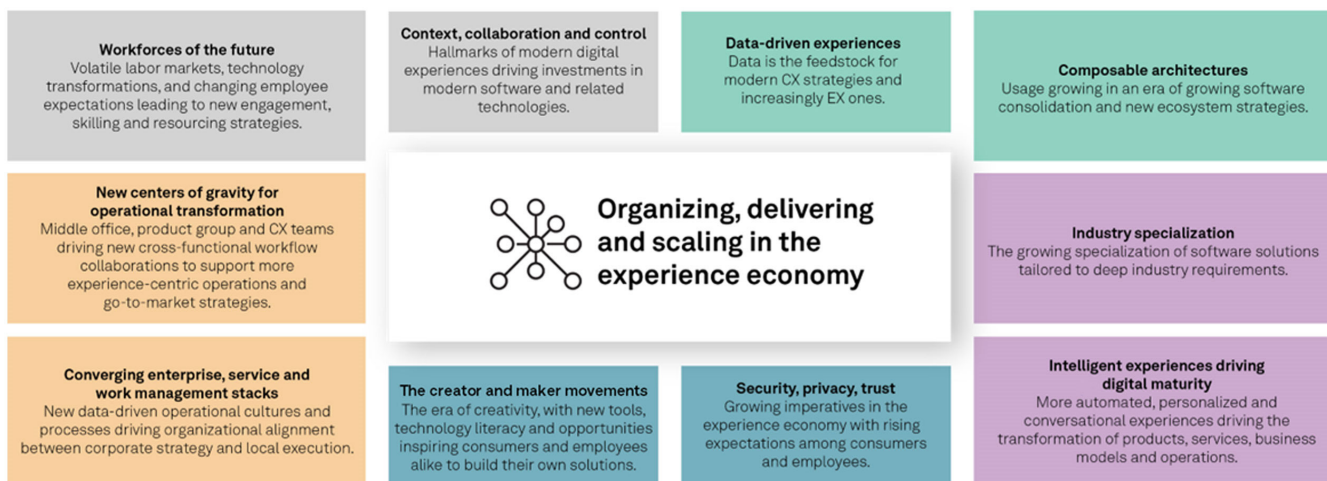 Workforces of the future
Volatile labor markets, technology
transformations, and changing employee
expectations leading to new engagement,
skilling and resourcing strategies.
Context, collaboration and control
Hallmarks of modern digital
experiences driving investments in
modern software and related
technologies.
Data-driven experiences
Data is the feedstock for
modern CX strategies and
increasingly EX ones.
Composable architectures
Usage growing in an era of growing software
consolidation and new ecosystem strategies.
New centers of gravity for
operational transformation
Middle office, product group and CX teams
driving new cross-functional workflow
collaborations to support more
experience-centric operations and
go-to-market strategies.
Organizing, delivering
and scaling in the
experience economy
Industry specialization
The growing specialization of software solutions
tailored to deep industry requirements.
Converging enterprise, service and
work management stacks
New data-driven operational cultures and
processes driving organizational alignment
between corporate strategy and local execution.
The creator and maker movements
The era of creativity, with new tools,
technology literacy and opportunities
inspiring consumers and employees
alike to build their own solutions.
Security, privacy, trust
Growing imperatives in the
experience economy with rising
expectations among consumers
and employees.
Intelligent experiences driving
digital maturity
More automated, personalized and
conversational experiences driving the
transformation of products, services, business
models and operations.